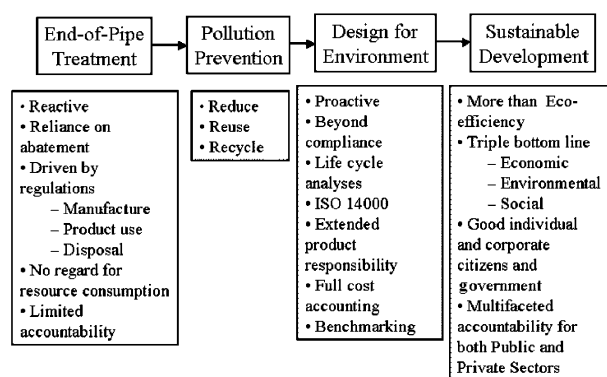 End-of-Pipe
Treatment
Pollution
Prevention
Design for
Environment
Sustainable
Development
• Reactive
• Reliance on
abatement
• Driven by
regulations
– Manufacture
– Product use
– Disposal
• No regard for
resource consumption
• Limited
accountability
• Reduce
• Reuse
• Recycle
• Proactive
• Beyond
compliance
• Life cycle
analyses
• ISO 14000
• Extended
product
responsibility
• Full cost
accounting
• Benchmarking
• More than Eco-
efficiency
• Triple bottom line
– Economic
– Environmental
– Social
• Good individual
and corporate
citizens and
government
• Multifaceted
accountability for
both Public and
Private Sectors